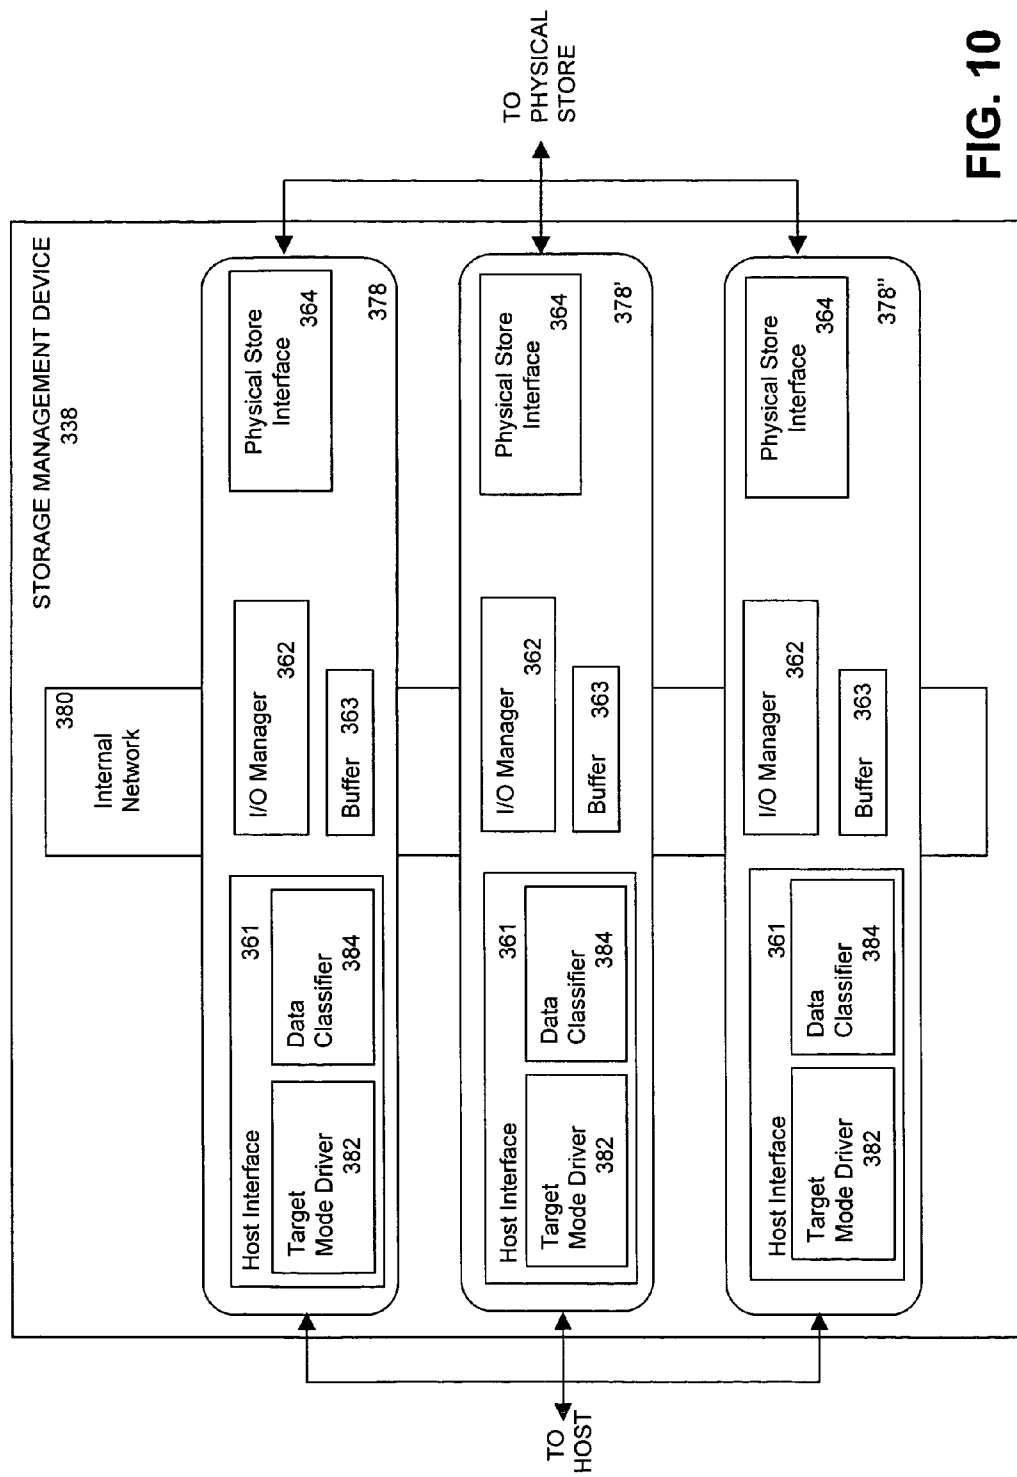 STORAGE MANAGEMENT DEVICE
338
380
Internal
Network
Host Interface
361
Target
Mode Driver
382
Data
Classifier
384
I/O Manager
362
Buffer
363
Physical Store
Interface
364
378
Host Interface
361
Target
Mode Driver
382
Data
Classifier
384
I/O Manager
362
Buffer
363
Physical Store
Interface
364
378'
Host Interface
361
Target
Mode Driver
382
Data
Classifier
384
I/O Manager
362
Buffer
363
Physical Store
Interface
364
378"
TO
HOST
TO
PHYSICAL
STORE
FIG. 10